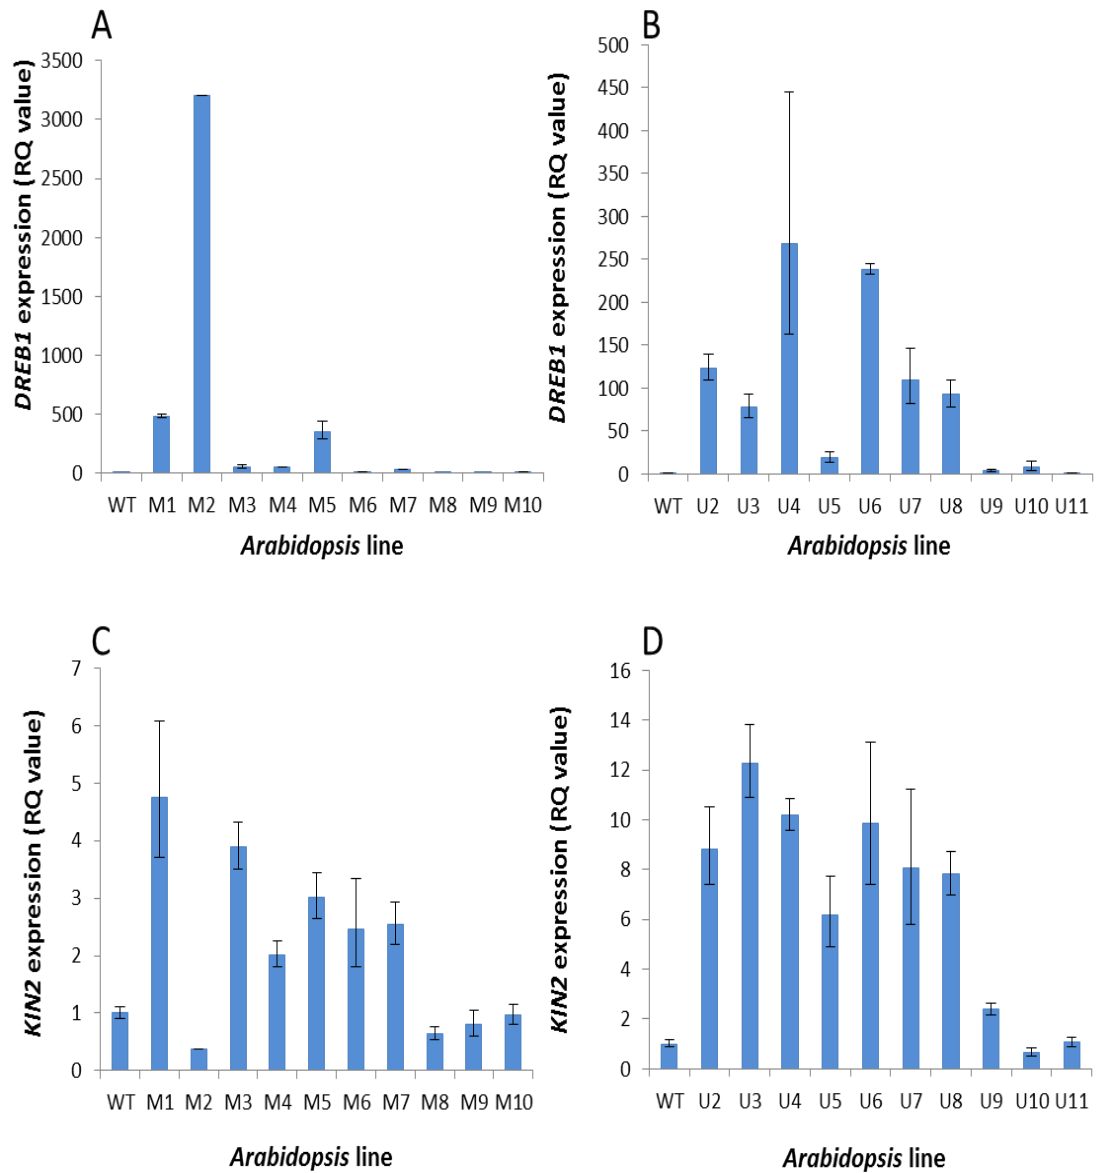 A
DREB1 expression (RQ value)
3500
3000
2500
2000
1500
1000
500
0
WT M1 M2 M3 M4 M5 M6 M7 M8 M9 M10
Arabidopsis line
B
DREB1 expression (RQ value)
500
450
400
350
300
250
200
150
100
50
0
WT U2 U3 U4 U5 U6 U7 U8 U9 U10 U11
Arabidopsis line
C
KIN2 expression (RQ value)
7
6
5
4
3
2
1
0
WT M1 M2 M3 M4 M5 M6 M7 M8 M9 M10
Arabidopsis line
D
KIN2 expression (RQ value)
16
14
12
10
8
6
4
2
0
WT U2 U3 U4 U5 U6 U7 U8 U9 U10 U11
Arabidopsis line